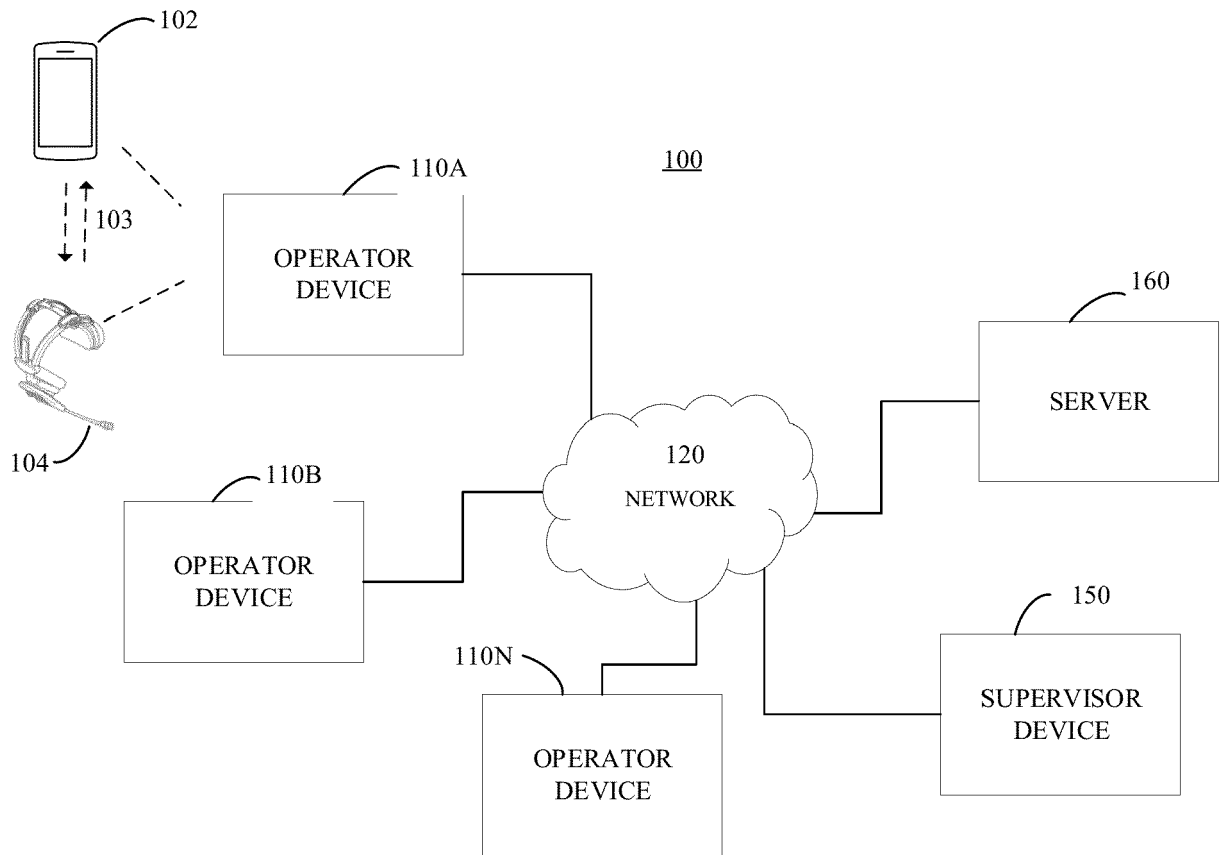 102
110A
100
103
OPERATOR
DEVICE
160
SERVER
104
110B
120
NETWORK
OPERATOR
DEVICE
150
110N
SUPERVISOR
DEVICE
OPERATOR
DEVICE